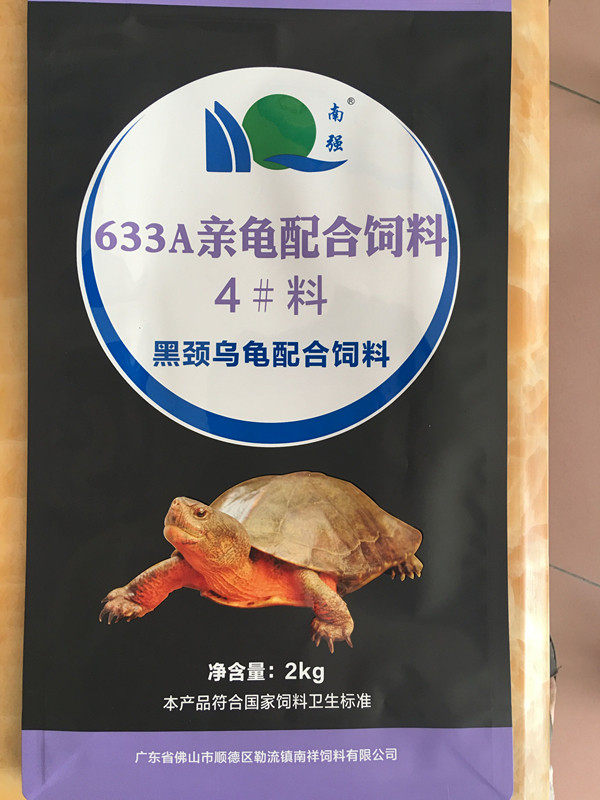 南强®
633A亲龟配合饲料
4#料
黑颈乌龟配合饲料
净含量：2kg
本产品符合国家饲料卫生标准
广东省佛山市顺德区勒流镇南祥饲料有限公司